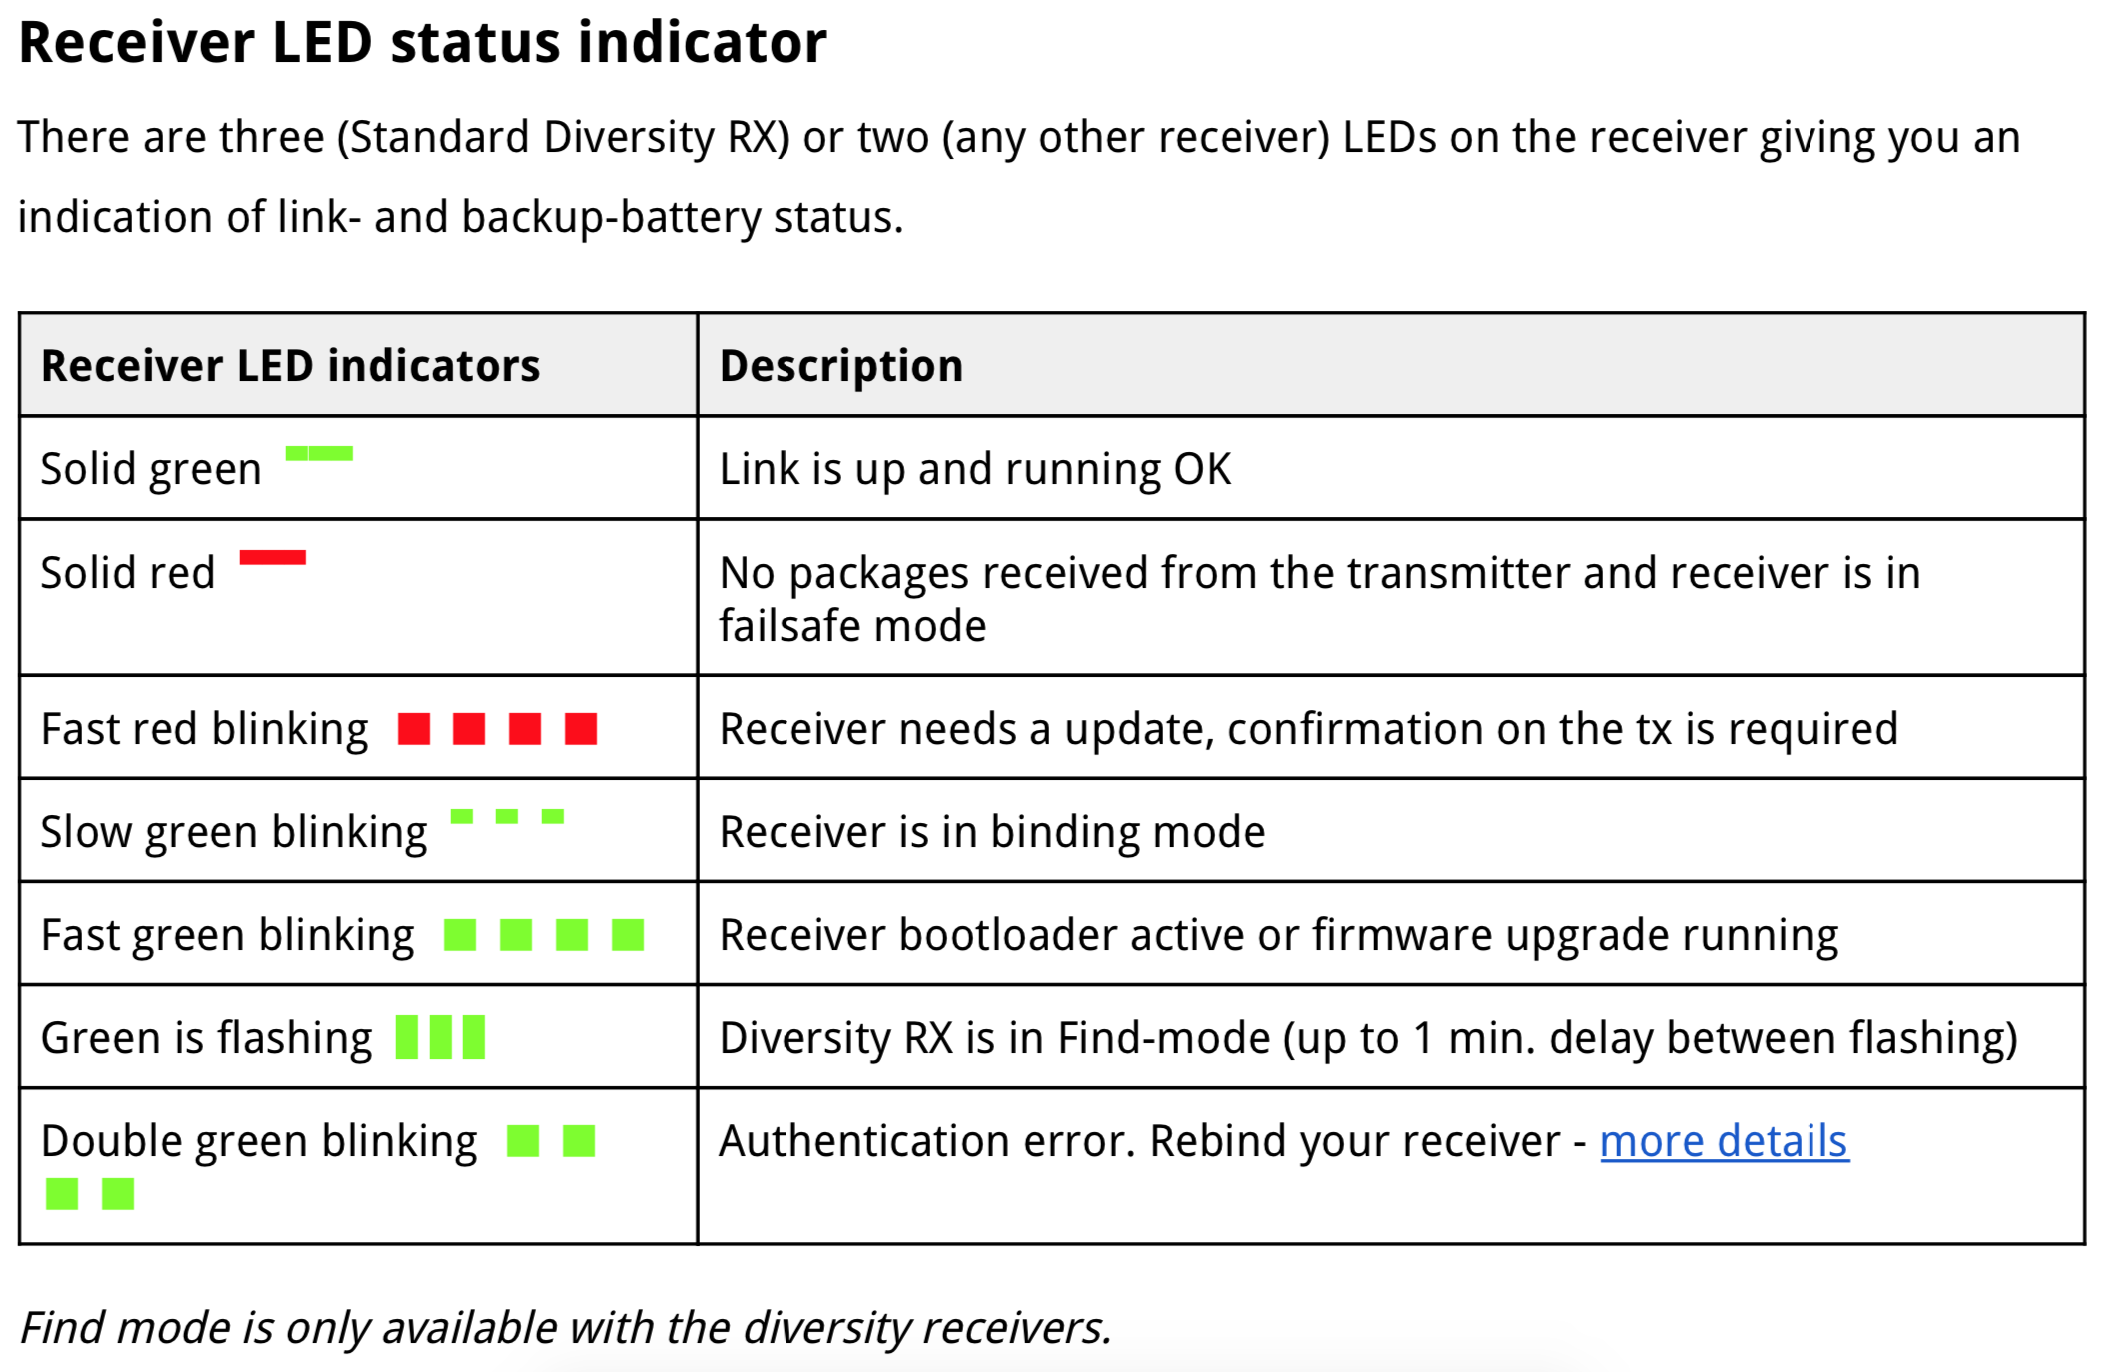 Receiver LED status indicator
There are three (Standard Diversity RX) or two (any other receiver) LEDs on the receiver giving you an
indication of link- and backup-battery status.
Receiver LED indicators Description
Solid green Link is up and running OK
Solid red No packages received from the transmitter and receiver is in
failsafe mode
Fast red blinking Receiver needs a update, confirmation on the tx is required
Slow green blinking Receiver is in binding mode
Fast green blinking Receiver bootloader active or firmware upgrade running
Green is flashing Diversity RX is in Find-mode (up to 1 min. delay between flashing)
Double green blinking Authentication error. Rebind your receiver - more details
Find mode is only available with the diversity receivers.